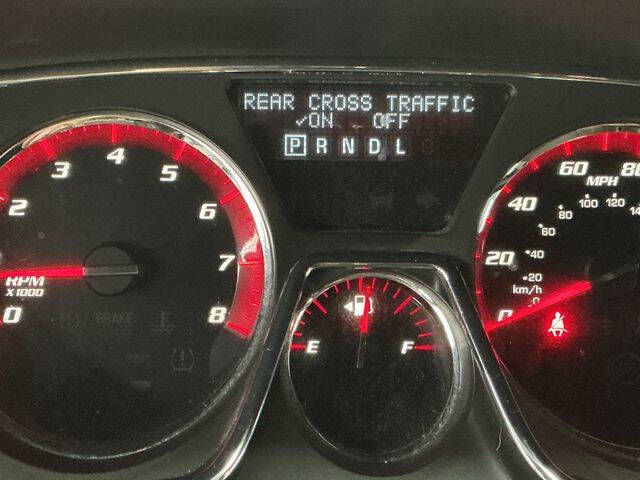 REAR CROSS TRAFFIC
✓ON OFF
P R N D L
0 2 3 4 5 6 7 8
RPM
X1000
BRAKE
E F
0 20 40 60 80
MPH
0 20 40 60 80 100 120
km/h